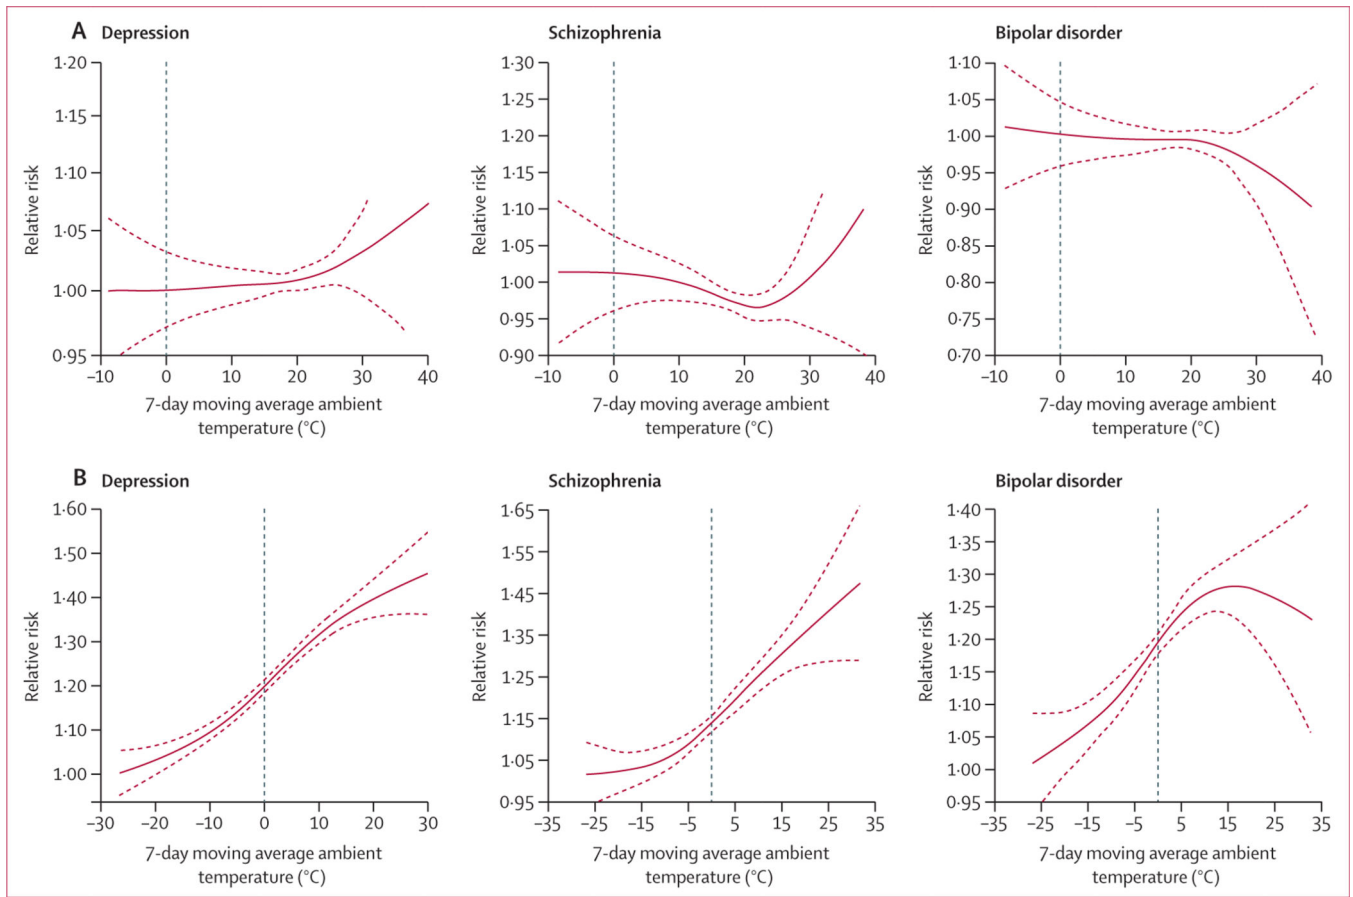 A Depression
Schizophrenia
Bipolar disorder
Relative risk
1·20
1·15
1·10
1·05
1·00
0·95
–10 0 10 20 30 40
7-day moving average ambient
temperature (°C)
Relative risk
1·30
1·25
1·20
1·15
1·10
1·05
1·00
0·95
0·90
–10 0 10 20 30 40
7-day moving average ambient
temperature (°C)
Relative risk
1·10
1·05
1·00
0·95
0·90
0·85
0·80
0·75
0·70
–10 0 10 20 30 40
7-day moving average ambient
temperature (°C)
B Depression
Schizophrenia
Bipolar disorder
Relative risk
1·60
1·50
1·40
1·30
1·20
1·10
1·00
–30 –20 –10 0 10 20 30
7-day moving average ambient
temperature (°C)
Relative risk
1·65
1·55
1·45
1·35
1·25
1·15
1·05
0·95
–35 –25 –15 –5 5 15 25 35
7-day moving average ambient
temperature (°C)
Relative risk
1·40
1·35
1·30
1·25
1·20
1·15
1·10
1·05
1·00
0·95
–35 –25 –15 –5 5 15 25 35
7-day moving average ambient
temperature (°C)